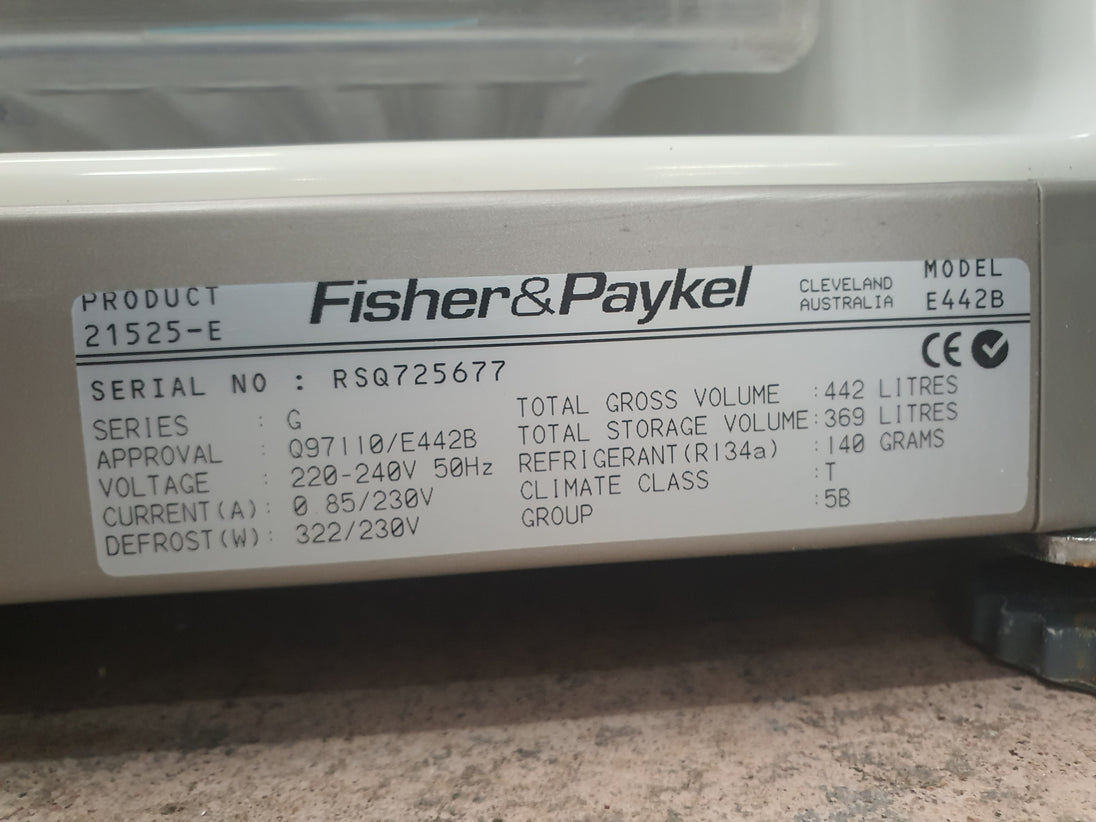 PRODUCT
21525-E
Fisher&Paykel
CLEVELAND
AUSTRALIA
MODEL
E442B
CE
SERIAL NO : RSQ725677
SERIES : G
APPROVAL : Q97110/E442B
VOLTAGE : 220-240V 50Hz
CURRENT(A): 0 85/230V
DEFROST(W): 322/230V
TOTAL GROSS VOLUME :442 LITRES
TOTAL STORAGE VOLUME:369 LITRES
REFRIGERANT(R134a) :140 GRAMS
CLIMATE CLASS :T
GROUP :5B